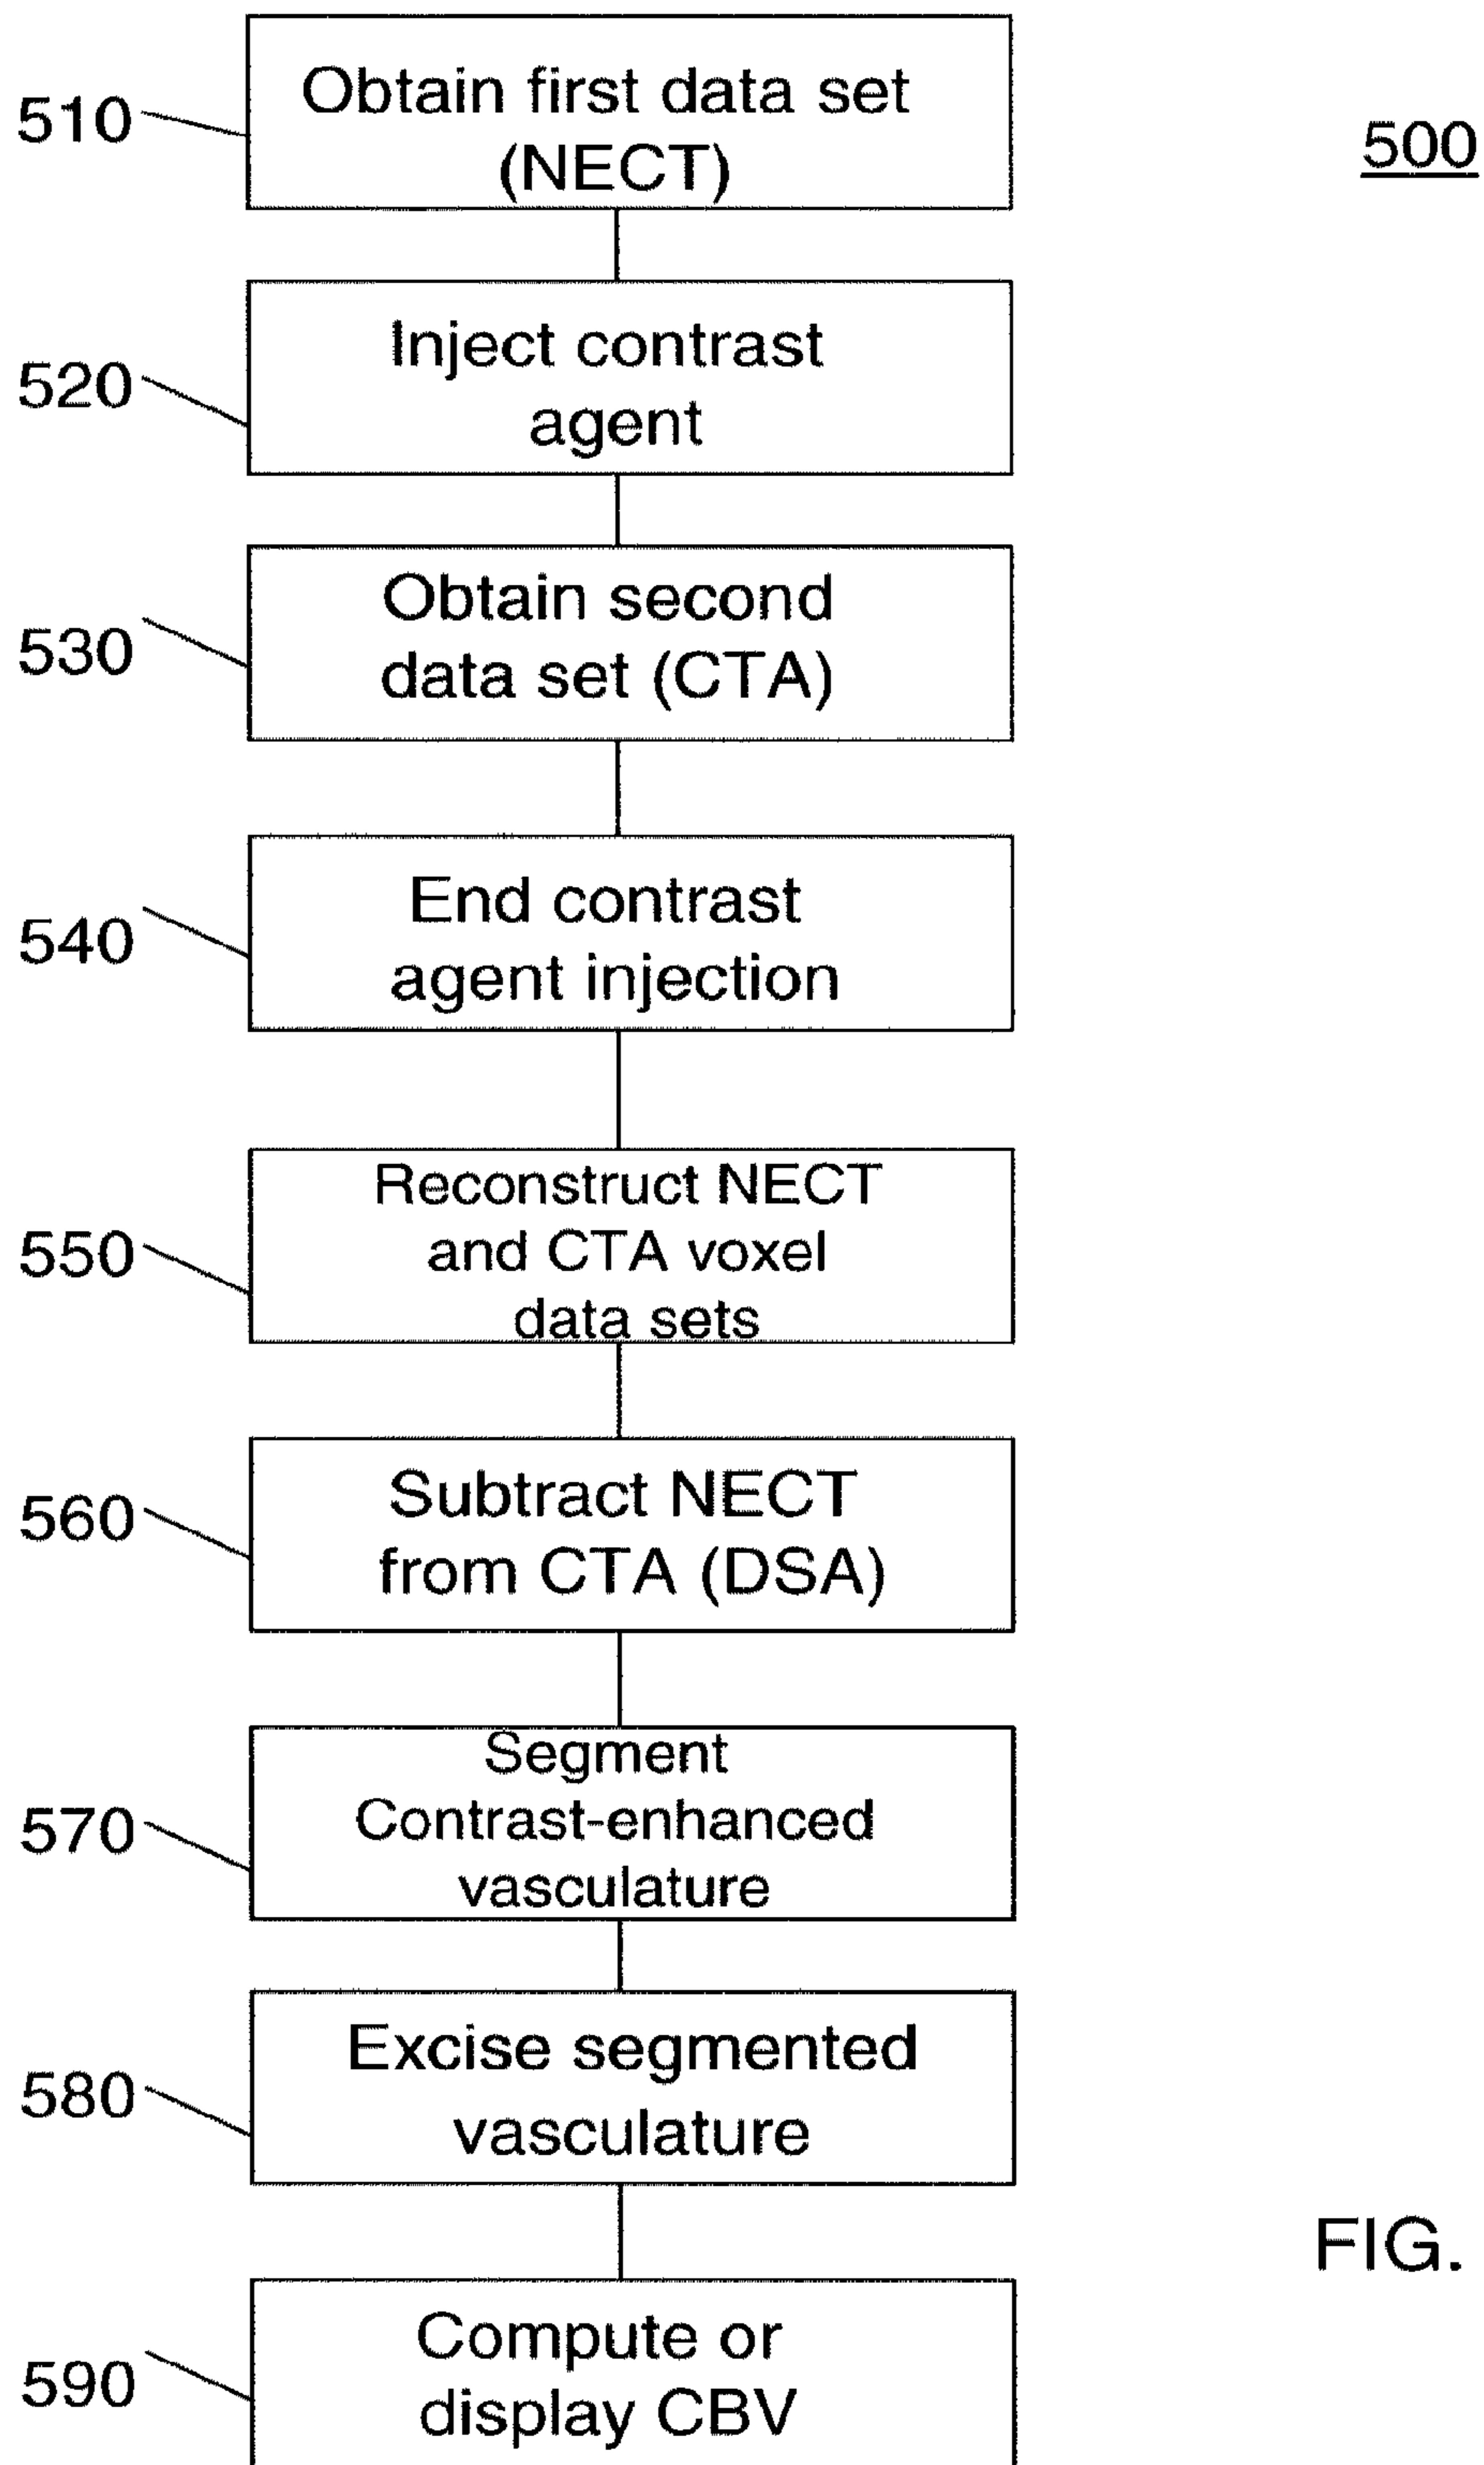 510
Obtain first data set
(NECT)
500
520
Inject contrast
agent
530
Obtain second
data set (CTA)
540
End contrast
agent injection
550
Reconstruct NECT
and CTA voxel
data sets
560
Subtract NECT
from CTA (DSA)
570
Segment
Contrast-enhanced
vasculature
580
Excise segmented
vasculature
FIG.
590
Compute or
display CBV